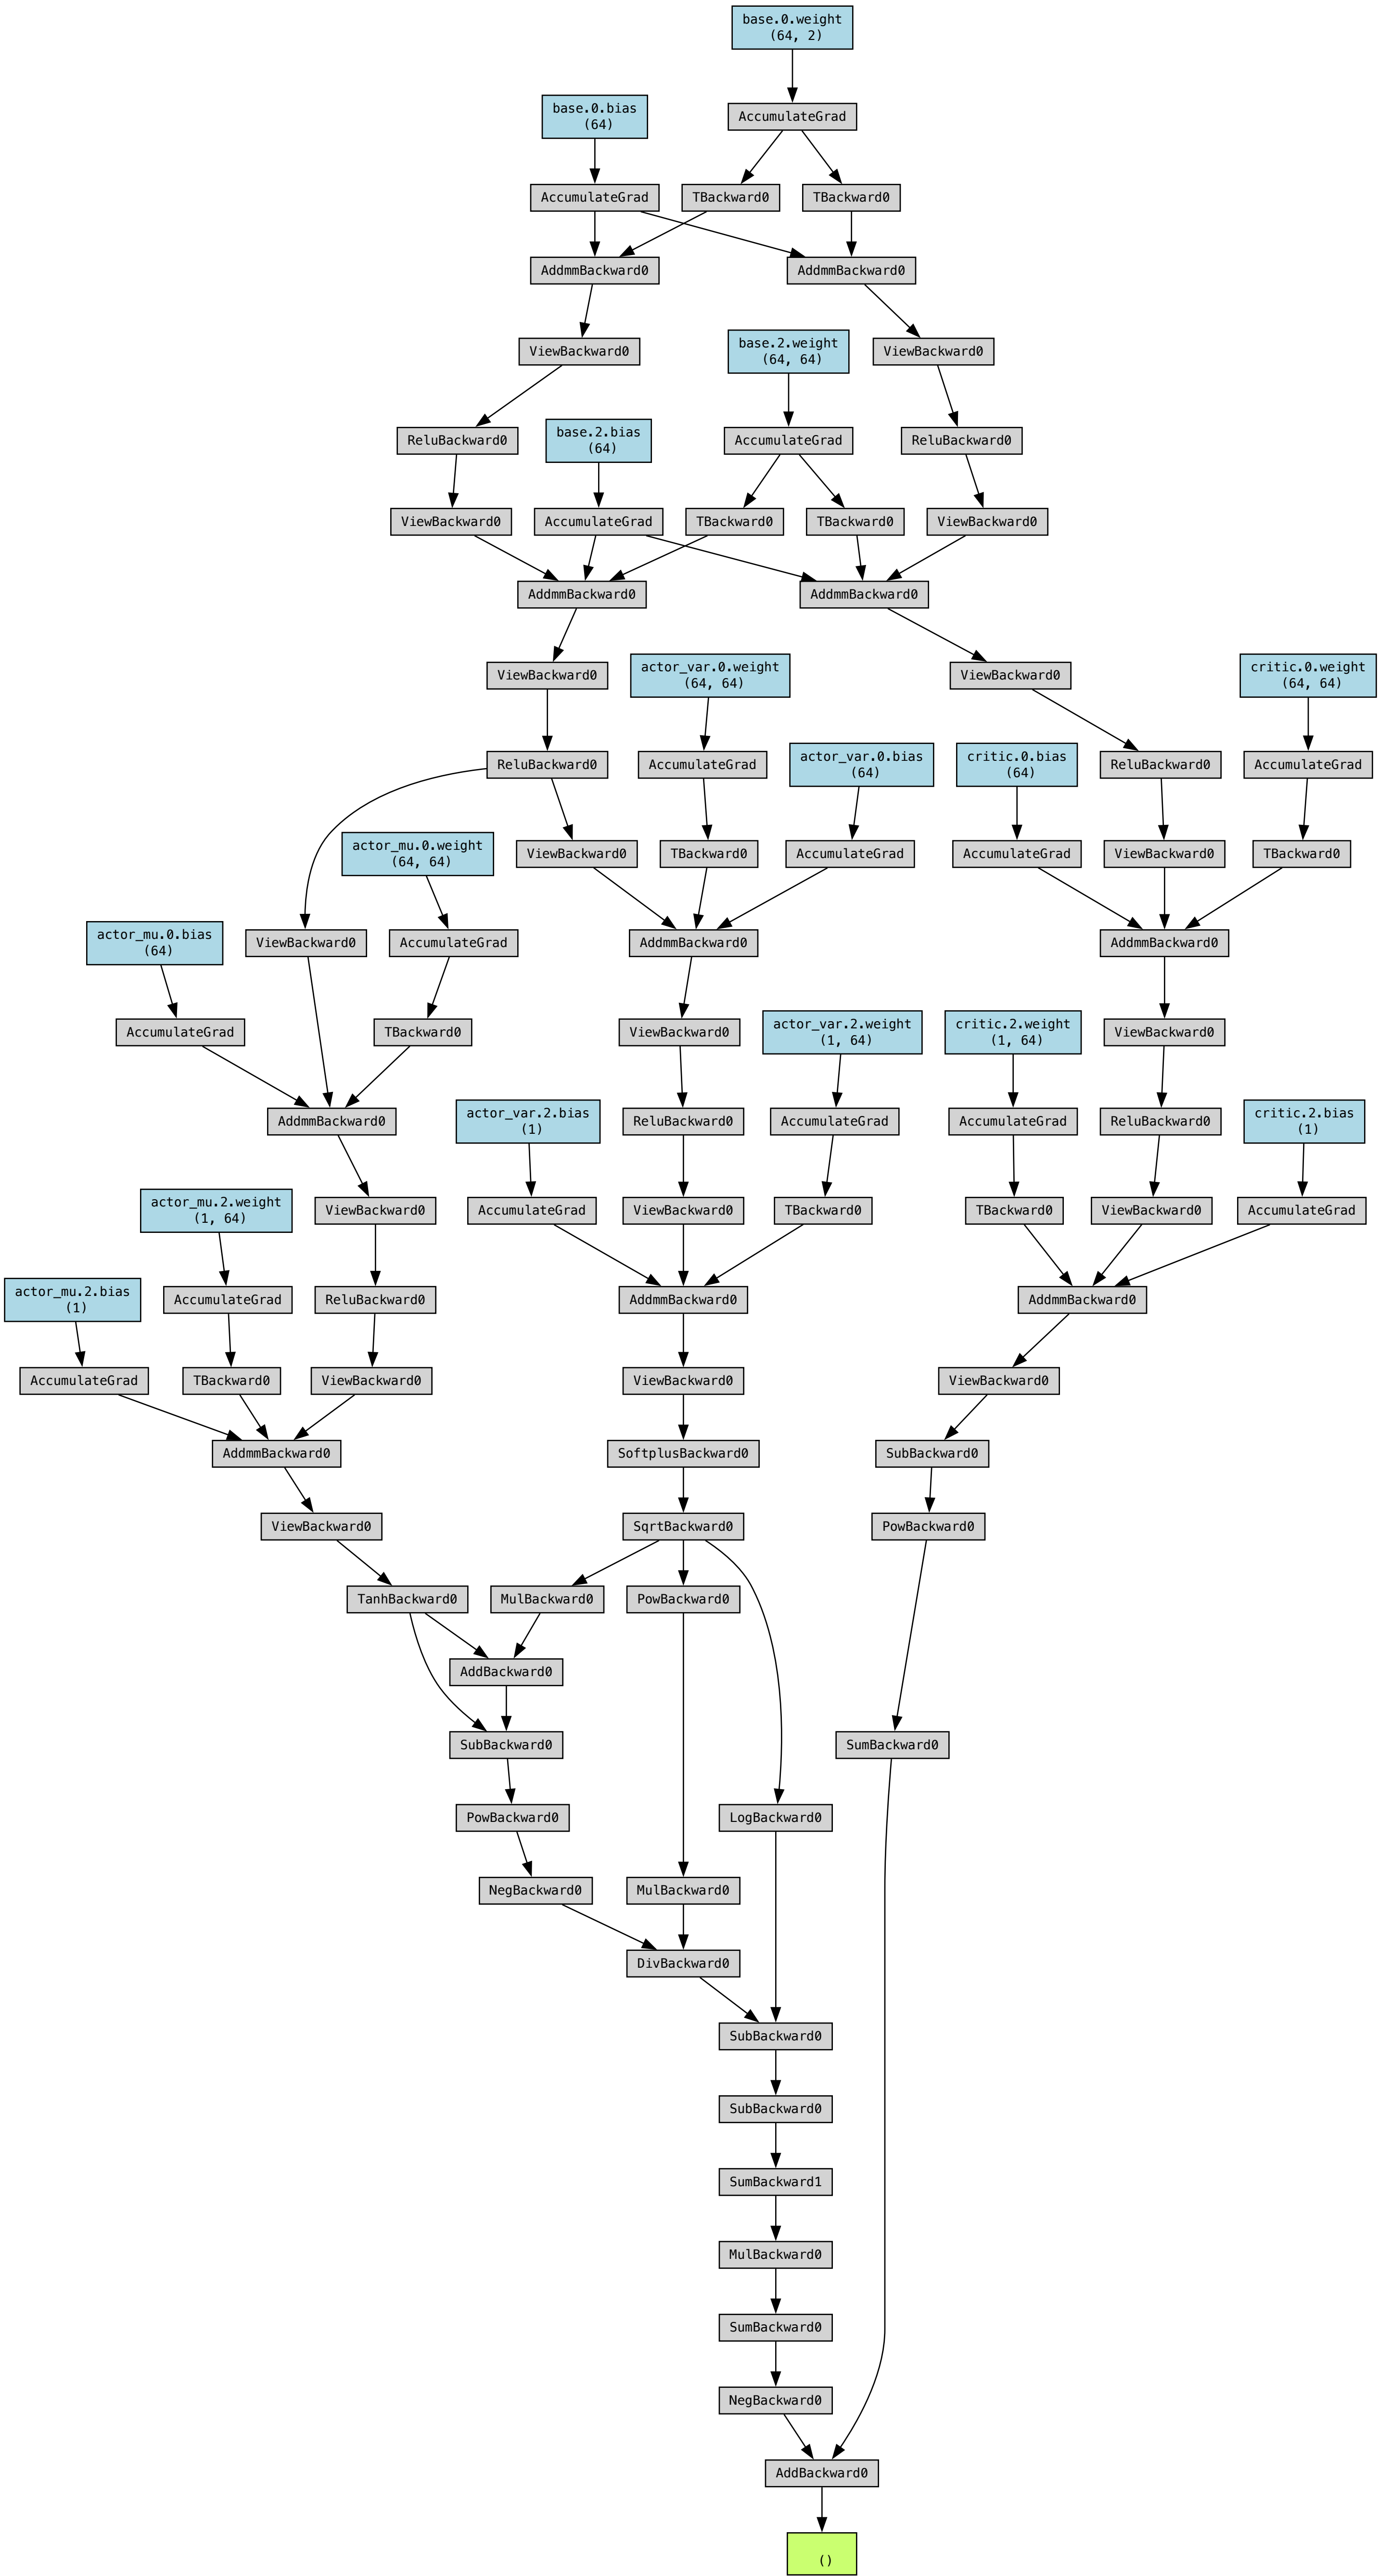 base.0.weight
(64, 2)
base.0.bias
(64)
AccumulateGrad
AccumulateGrad
TBackward0
TBackward0
AddmmBackward0
AddmmBackward0
ViewBackward0
base.2.weight
(64, 64)
ViewBackward0
ReluBackward0
base.2.bias
(64)
AccumulateGrad
ReluBackward0
ViewBackward0
AccumulateGrad
TBackward0
TBackward0
ViewBackward0
AddmmBackward0
AddmmBackward0
ViewBackward0
actor_var.0.weight
(64, 64)
ViewBackward0
critic.0.weight
(64, 64)
ReluBackward0
AccumulateGrad
actor_var.0.bias
(64)
critic.0.bias
(64)
ReluBackward0
AccumulateGrad
actor_mu.0.weight
(64, 64)
ViewBackward0
TBackward0
AccumulateGrad
AccumulateGrad
ViewBackward0
TBackward0
actor_mu.0.bias
(64)
ViewBackward0
AccumulateGrad
AddmmBackward0
AddmmBackward0
AccumulateGrad
TBackward0
ViewBackward0
actor_var.2.weight
(1, 64)
critic.2.weight
(1, 64)
ViewBackward0
AddmmBackward0
actor_var.2.bias
(1)
ReluBackward0
AccumulateGrad
AccumulateGrad
ReluBackward0
critic.2.bias
(1)
actor_mu.2.weight
(1, 64)
ViewBackward0
AccumulateGrad
ViewBackward0
TBackward0
TBackward0
ViewBackward0
AccumulateGrad
actor_mu.2.bias
(1)
AccumulateGrad
ReluBackward0
AddmmBackward0
AddmmBackward0
AccumulateGrad
TBackward0
ViewBackward0
ViewBackward0
ViewBackward0
AddmmBackward0
SoftplusBackward0
SubBackward0
ViewBackward0
SqrtBackward0
PowBackward0
TanhBackward0
MulBackward0
PowBackward0
AddBackward0
SubBackward0
SumBackward0
PowBackward0
LogBackward0
NegBackward0
MulBackward0
DivBackward0
SubBackward0
SubBackward0
SumBackward1
MulBackward0
SumBackward0
NegBackward0
AddBackward0
()